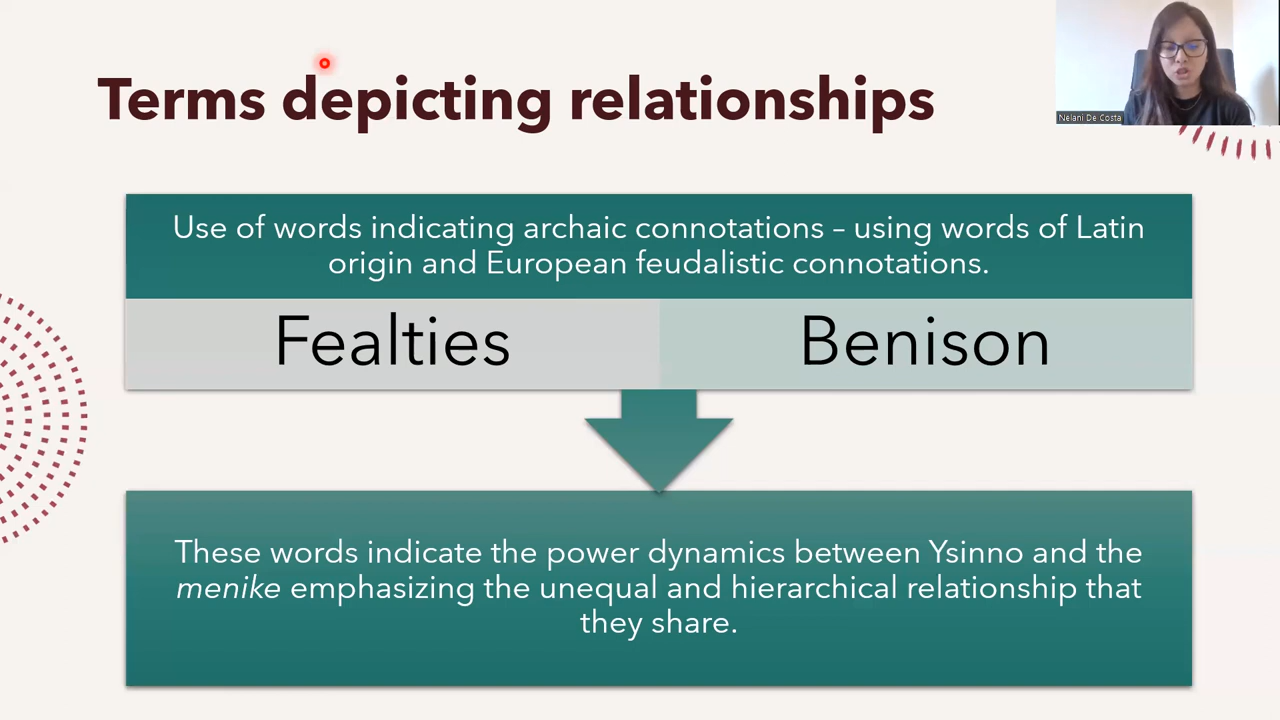 Terms depicting relationships
Nelani De Costa
Use of words indicating archaic connotations – using words of Latin
origin and European feudalistic connotations.
Fealties
Benison
These words indicate the power dynamics between Ysinno and the
menike emphasizing the unequal and hierarchical relationship that
they share.